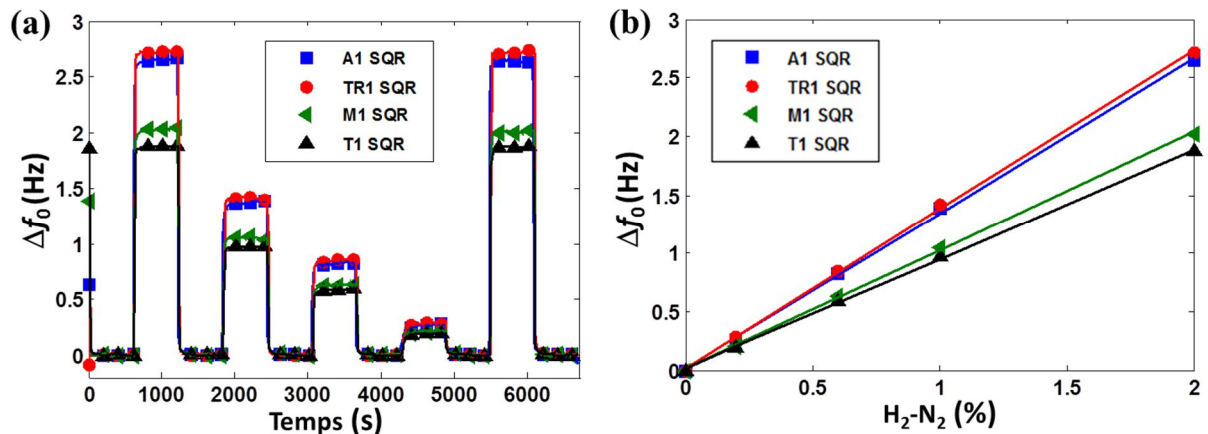 (a)
3
2.5
2
1.5
1
0.5
0
Δf₀ (Hz)
A1 SQR
TR1 SQR
M1 SQR
T1 SQR
0 1000 2000 3000 4000 5000 6000
Temps (s)
(b)
3
2.5
2
1.5
1
0.5
0
Δf₀ (Hz)
A1 SQR
TR1 SQR
M1 SQR
T1 SQR
0 0.5 1 1.5 2
H₂-N₂ (%)